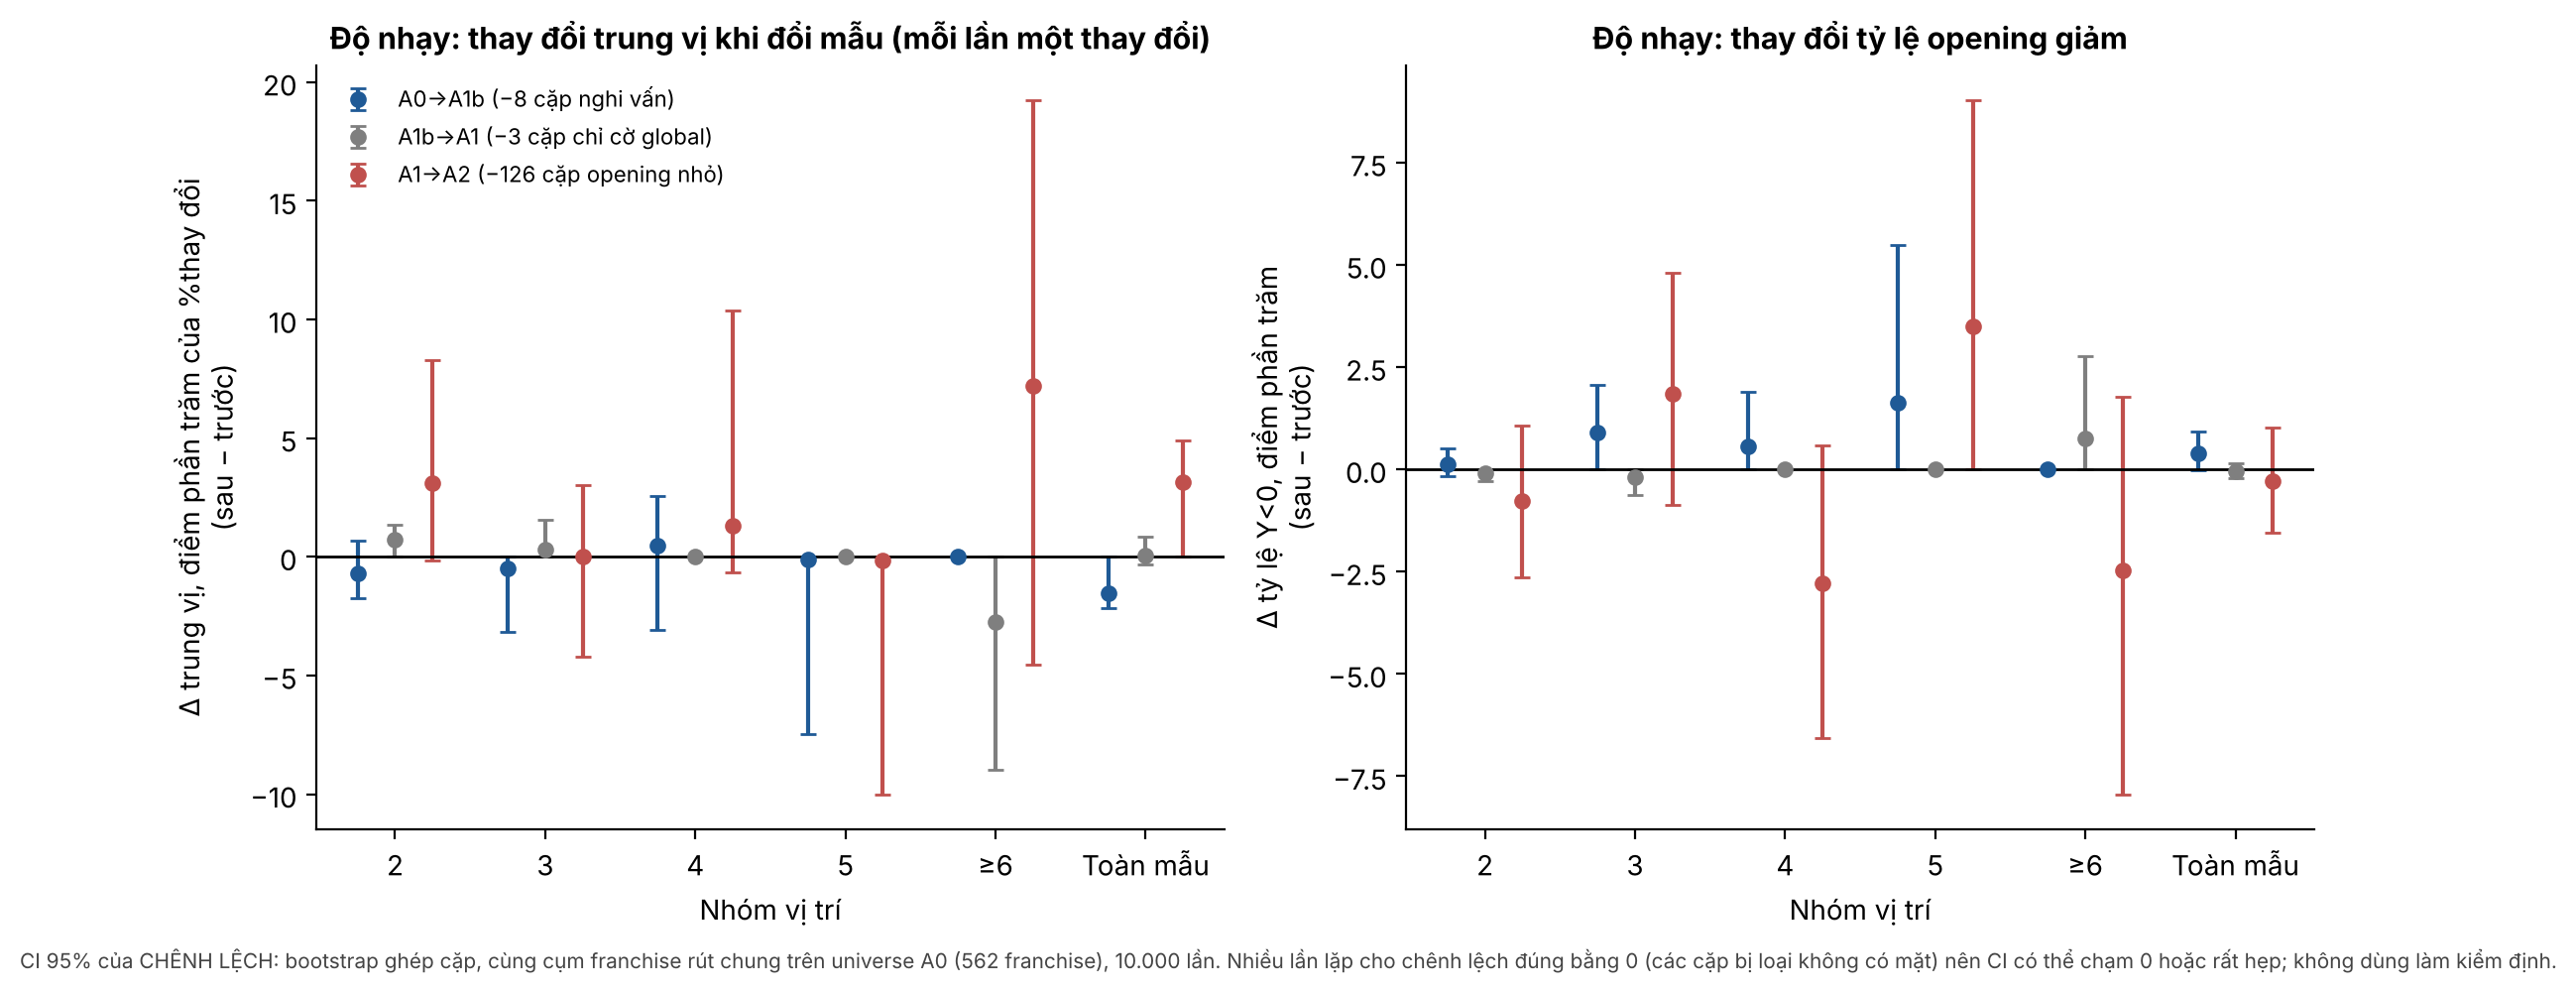 Độ nhạy: thay đổi trung vị khi đổi mẫu (mỗi lần một thay đổi)
A0→A1b (−8 cặp nghi vấn)
A1b→A1 (−3 cặp chỉ cờ global)
A1→A2 (−126 cặp opening nhỏ)
Δ trung vị, điểm phần trăm của %thay đổi
(sau − trước)
20
15
10
5
0
−5
−10
2
3
4
5
≥6
Toàn mẫu
Nhóm vị trí
Độ nhạy: thay đổi tỷ lệ opening giảm
Δ tỷ lệ Y<0, điểm phần trăm
(sau − trước)
7.5
5.0
2.5
0.0
−2.5
−5.0
−7.5
2
3
4
5
≥6
Toàn mẫu
Nhóm vị trí
CI 95% của CHÊNH LỆCH: bootstrap ghép cặp, cùng cụm franchise rút chung trên universe A0 (562 franchise), 10.000 lần. Nhiều lần lặp cho chênh lệch đúng bằng 0 (các cặp bị loại không có mặt) nên CI có thể chạm 0 hoặc rất hẹp; không dùng làm kiểm định.